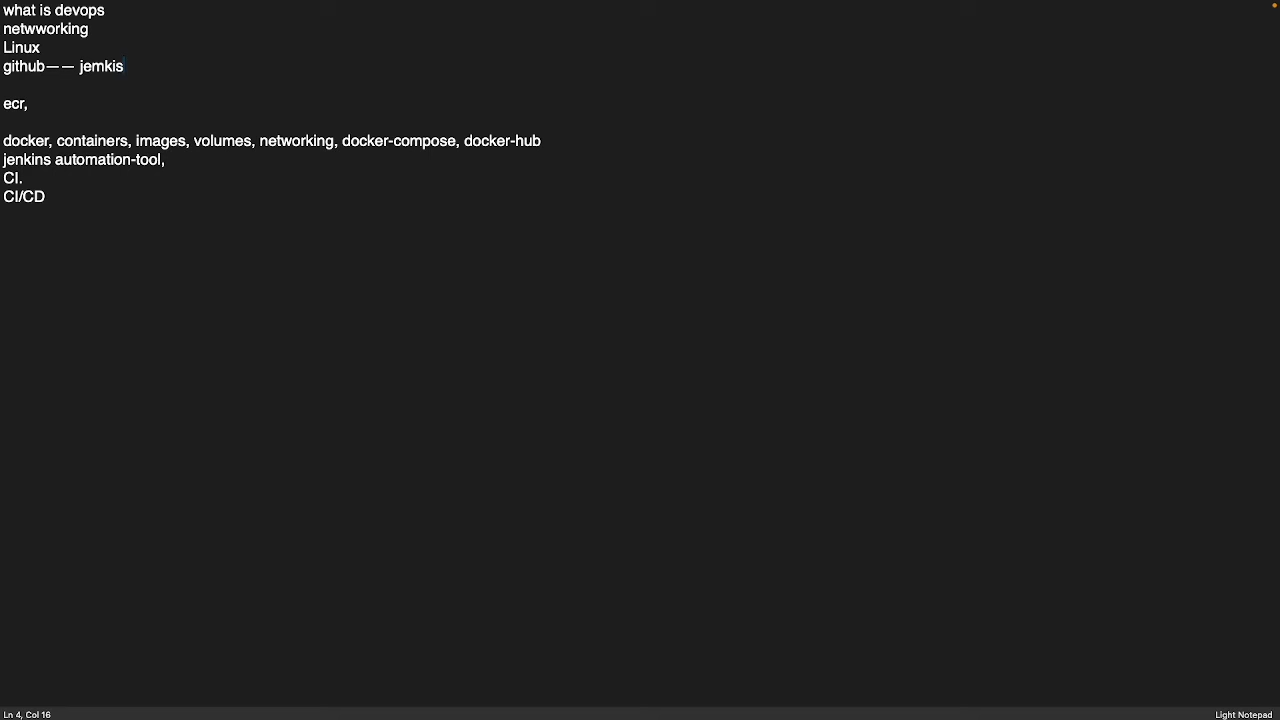 what is devops
netwworking
Linux
github—— jemkis
ecr,
docker, containers, images, volumes, networking, docker-compose, docker-hub
jenkins automation-tool,
CI.
CI/CD
Ln 4, Col 16
Light Notepad